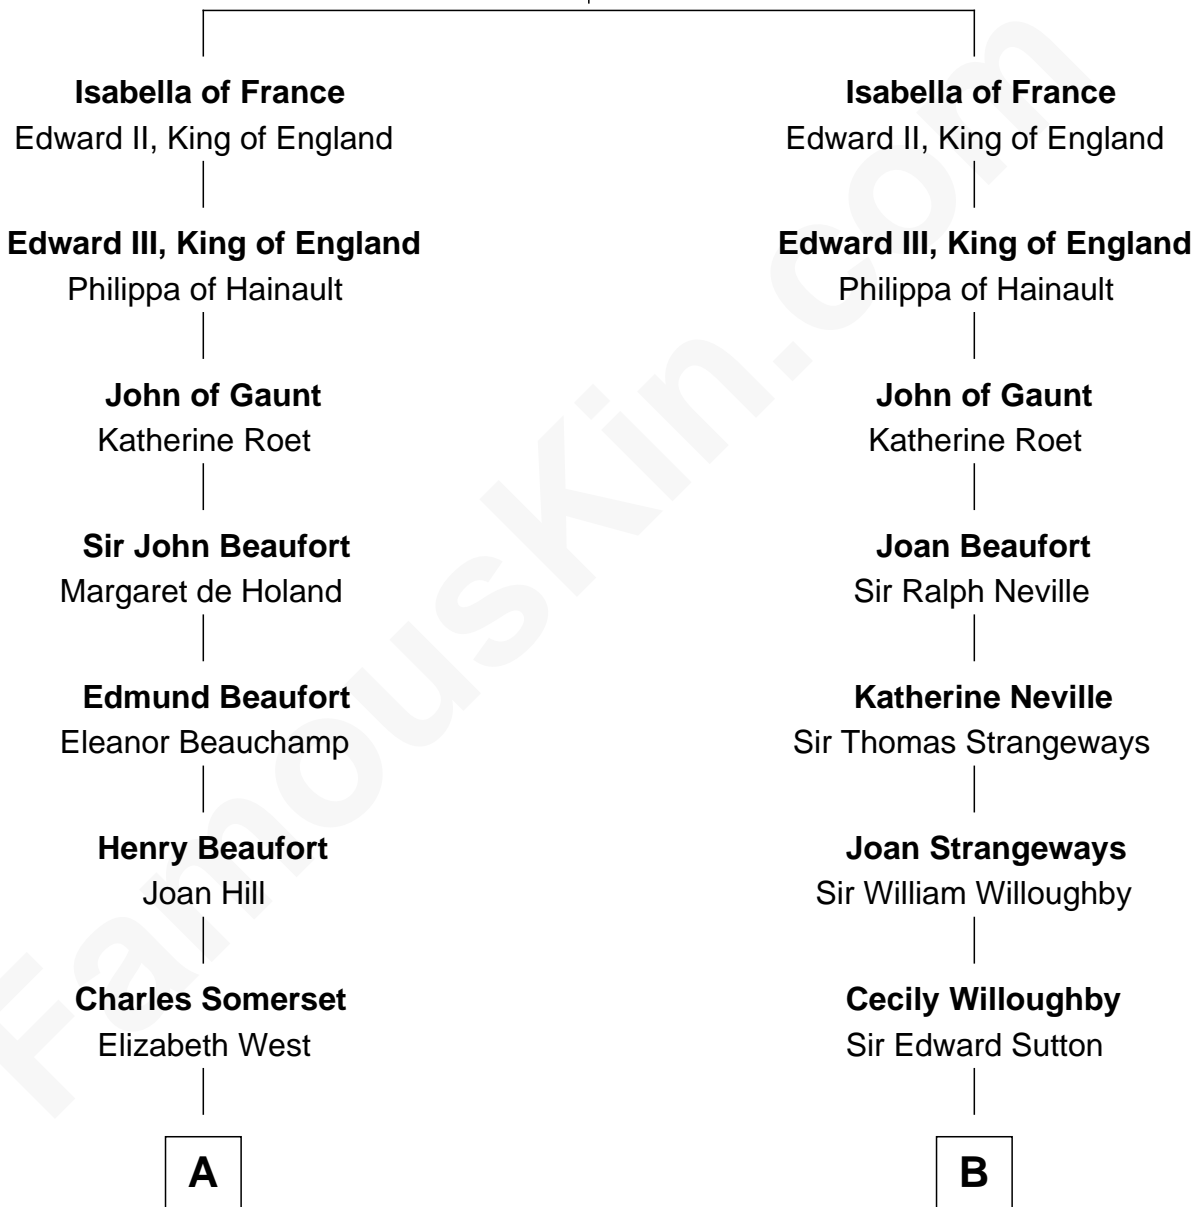 Isabella of France
Edward II, King of England
Edward III, King of England
Philippa of Hainault
John of Gaunt
Katherine Roet
Sir John Beaufort
Margaret de Holand
Edmund Beaufort
Eleanor Beauchamp
Henry Beaufort
Joan Hill
Charles Somerset
Elizabeth West
A
Isabella of France
Edward II, King of England
Edward III, King of England
Philippa of Hainault
John of Gaunt
Katherine Roet
Joan Beaufort
Sir Ralph Neville
Katherine Neville
Sir Thomas Strangeways
Joan Strangeways
Sir William Willoughby
Cecily Willoughby
Sir Edward Sutton
B
FamousKin.com